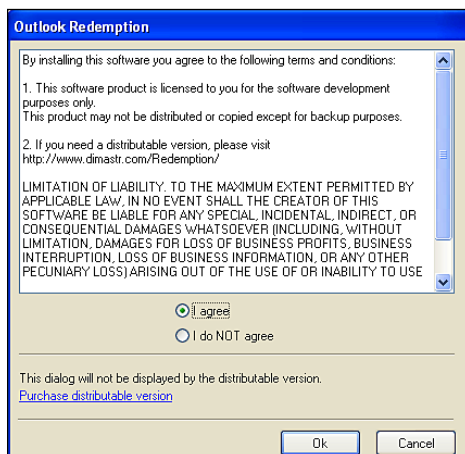 Outlook Redemption
By installing this software you agree to the following terms and conditions:
1. This software product is licensed to you for the software development
purposes only.
This product may not be distributed or copied except for backup purposes.
2. If you need a distributable version, please visit
http://www.dimastr.com/Redemption/
LIMITATION OF LIABILITY. TO THE MAXIMUM EXTENT PERMITTED BY
APPLICABLE LAW, IN NO EVENT SHALL THE CREATOR OF THIS
SOFTWARE BE LIABLE FOR ANY SPECIAL, INCIDENTAL, INDIRECT, OR
CONSEQUENTIAL DAMAGES WHATSOEVER (INCLUDING, WITHOUT
LIMITATION, DAMAGES FOR LOSS OF BUSINESS PROFITS, BUSINESS
INTERRUPTION, LOSS OF BUSINESS INFORMATION, OR ANY OTHER
PECUNIARY LOSS) ARISING OUT OF THE USE OF OR INABILITY TO USE
I agree
I do NOT agree
This dialog will not be displayed by the distributable version.
Purchase distributable version
Ok
Cancel